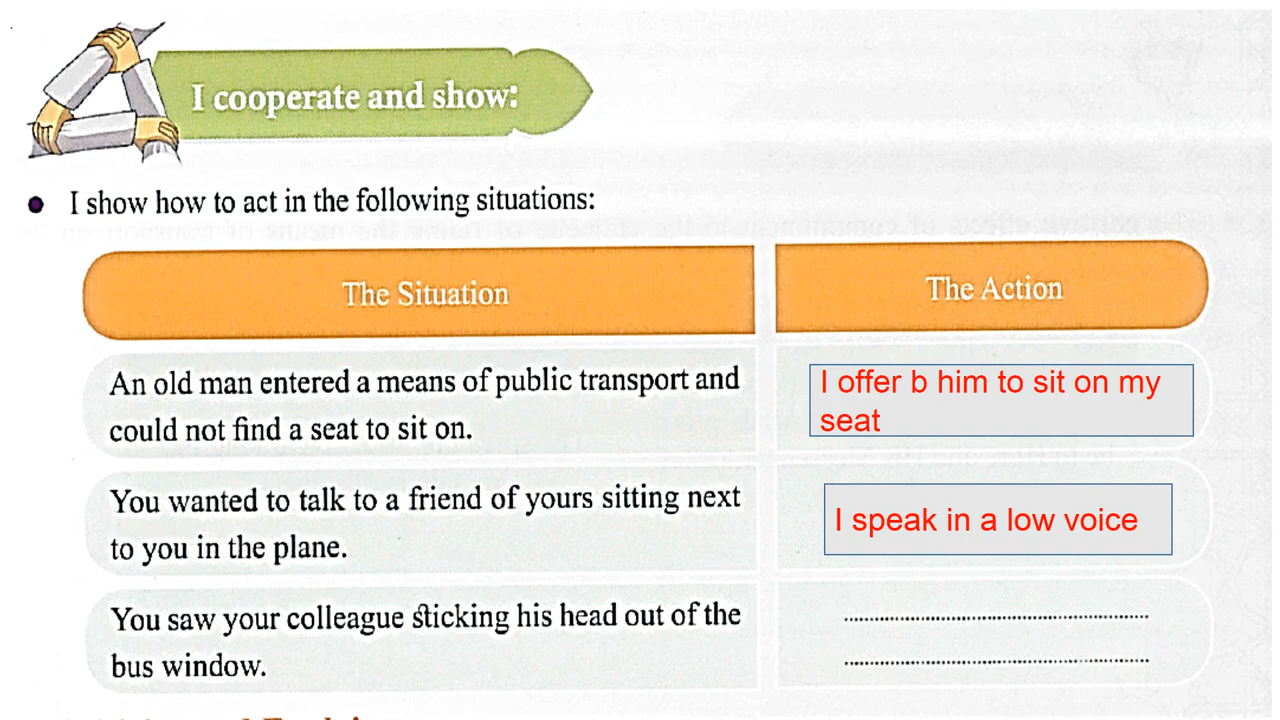 I cooperate and show:
I show how to act in the following situations:
The Situation
The Action
An old man entered a means of public transport and
could not find a seat to sit on.
I offer b him to sit on my
seat
You wanted to talk to a friend of yours sitting next
to you in the plane.
I speak in a low voice
You saw your colleague sticking his head out of the
bus window.